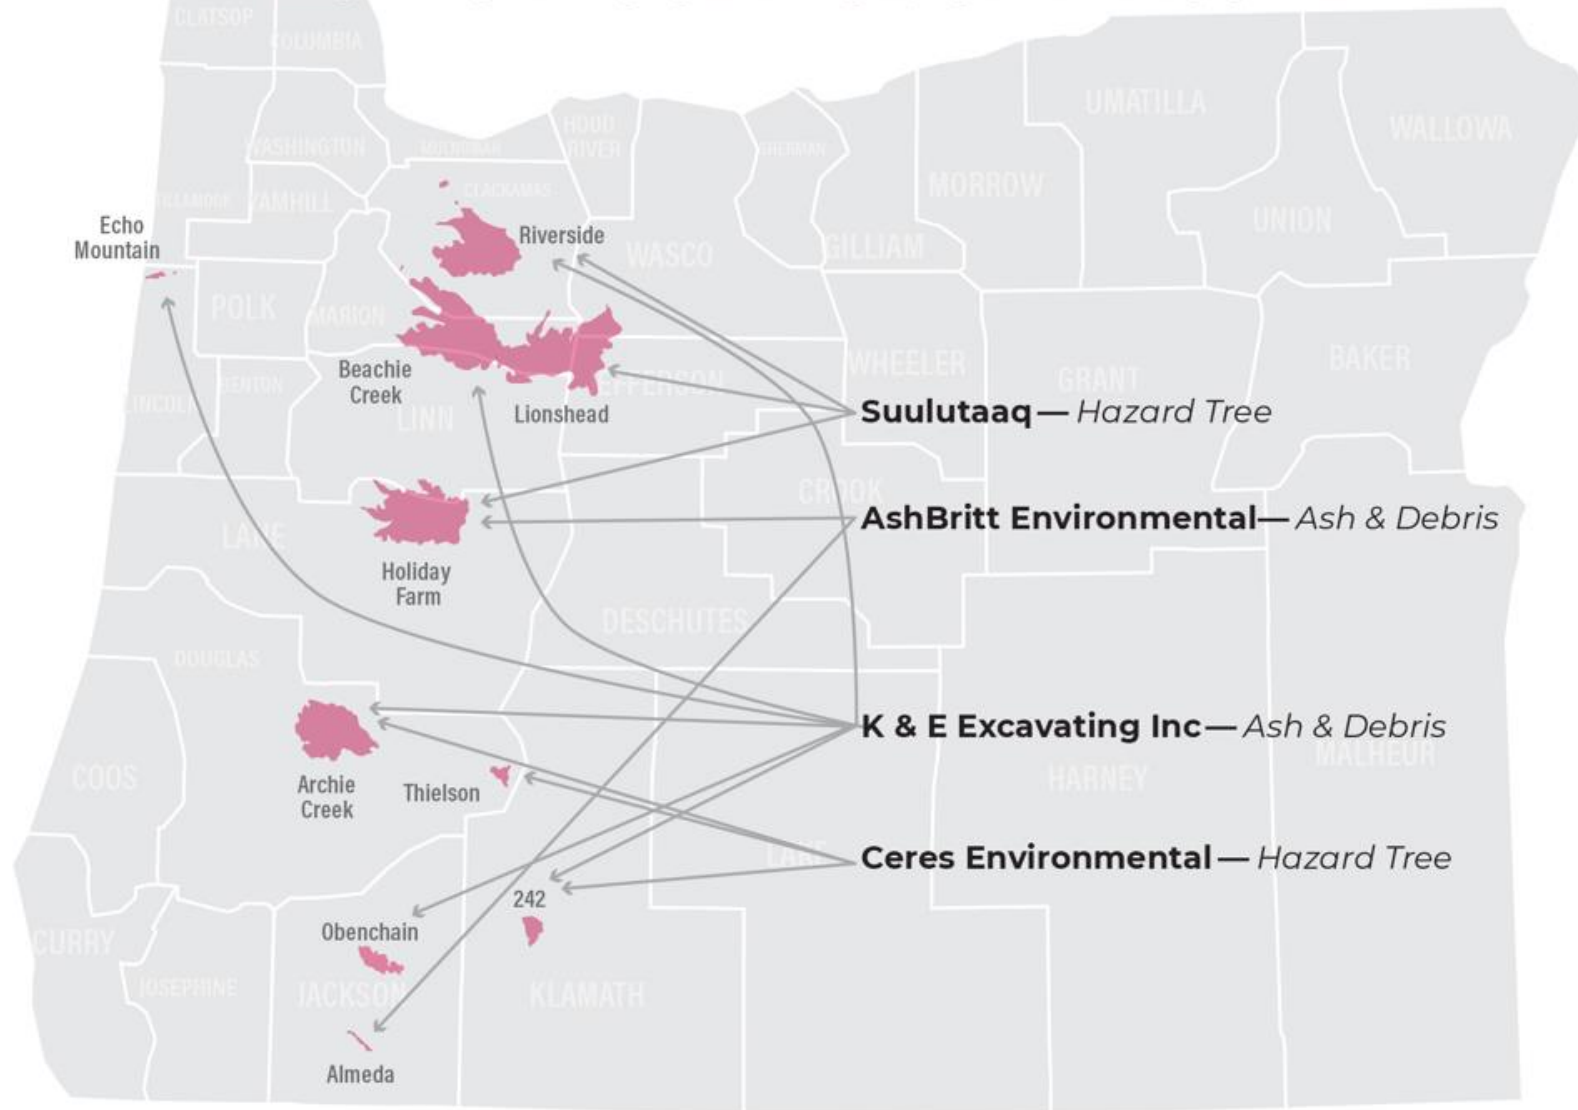 CLATSOP
COLUMBIA
WASHINGTON
MULTNOMAH
HOOD
RIVER
SHERMAN
UMATILLA
WALLOWA
TILLAMOOK
YAMHILL
CLACKAMAS
MORROW
UNION
Echo
Mountain
Riverside
WASCO
GILLIAM
POLK
MARION
Beachie
Creek
Lionshead
JEFFERSON
WHEELER
GRANT
BAKER
LINCOLN
BENTON
LINN
Suulutaaq— Hazard Tree
CROOK
AshBritt Environmental— Ash & Debris
LANE
Holiday
Farm
DESCHUTES
DOUGLAS
K & E Excavating Inc— Ash & Debris
COOS
Archie
Creek
Thielson
HARNEY
MALHEUR
LAKE
Ceres Environmental— Hazard Tree
242
Obenchain
CURRY
JOSEPHINE
JACKSON
KLAMATH
Almeda